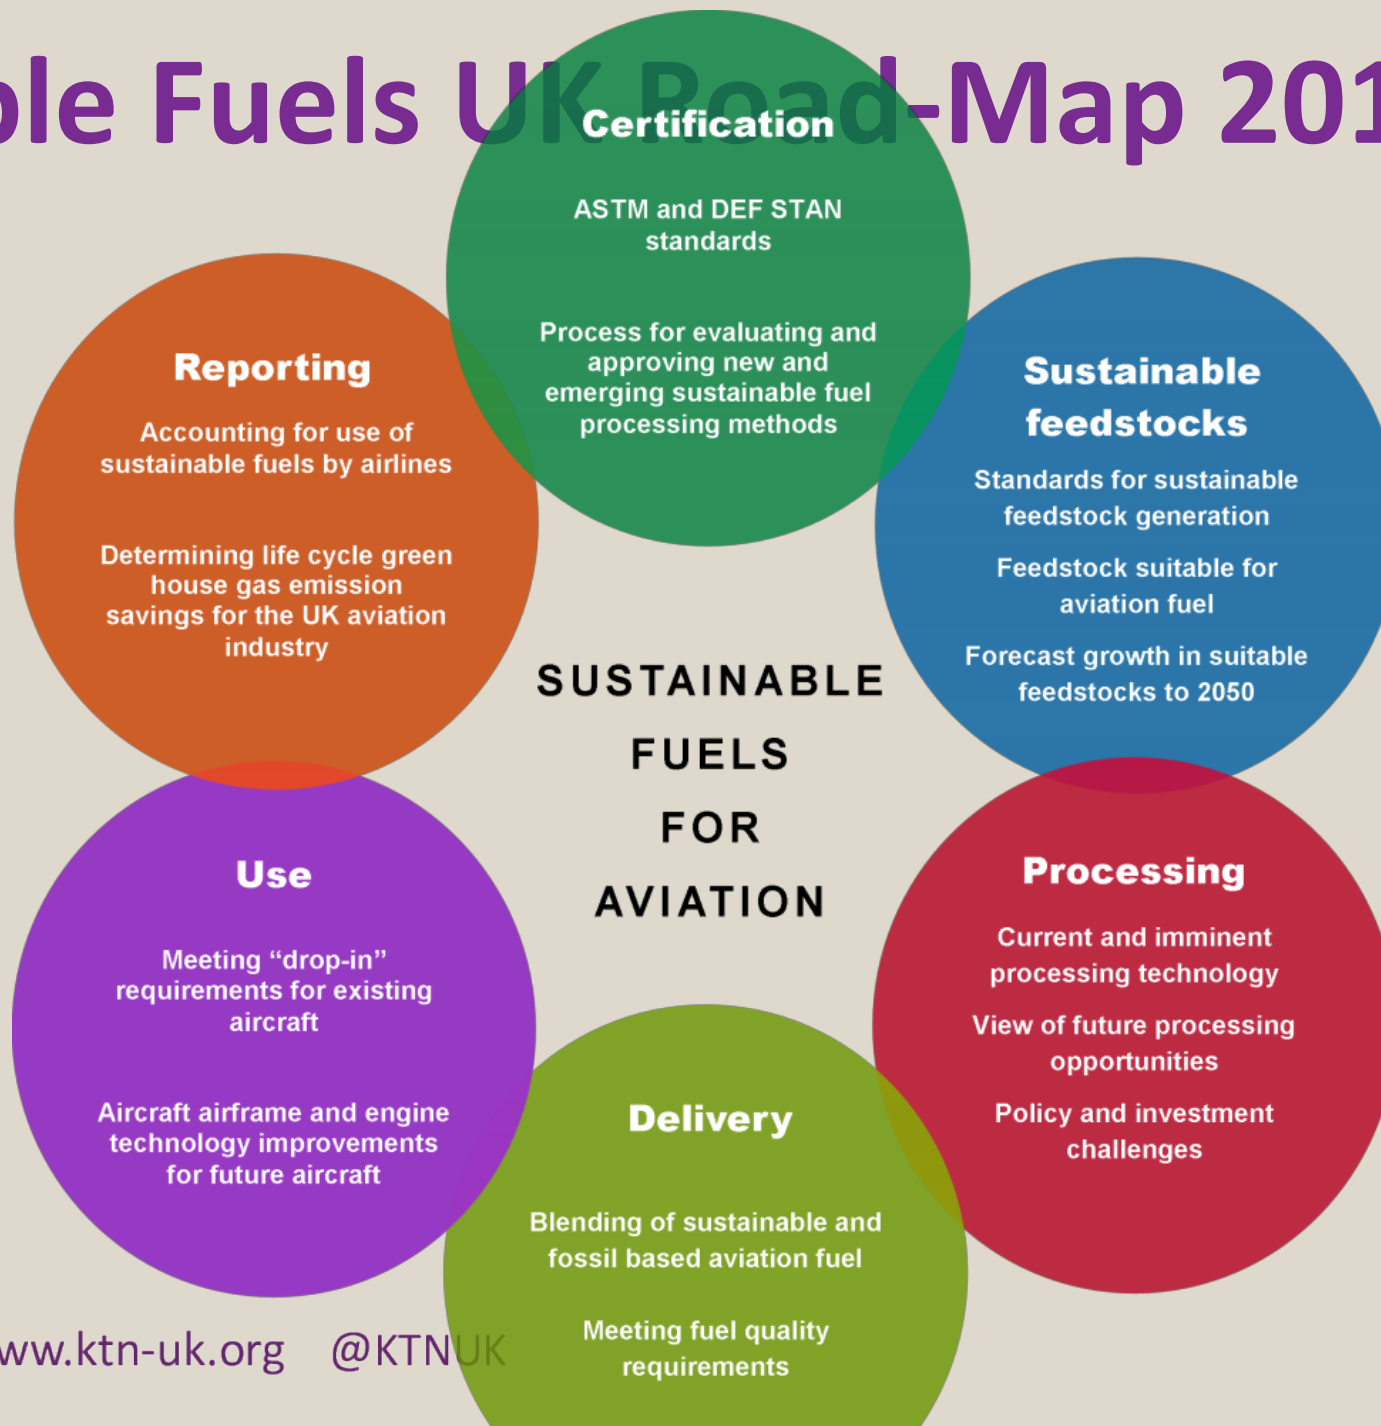 ble Fuels UK Road-Map 201
Certification
ASTM and DEF STAN
standards
Process for evaluating and
approving new and
emerging sustainable fuel
processing methods
Reporting
Accounting for use of
sustainable fuels by airlines
Determining life cycle green
house gas emission
savings for the UK aviation
industry
Sustainable
feedstocks
Standards for sustainable
feedstock generation
Feedstock suitable for
aviation fuel
Forecast growth in suitable
feedstocks to 2050
SUSTAINABLE
FUELS
FOR
AVIATION
Use
Meeting “drop-in”
requirements for existing
aircraft
Aircraft airframe and engine
technology improvements
for future aircraft
Processing
Current and imminent
processing technology
View of future processing
opportunities
Policy and investment
challenges
Delivery
Blending of sustainable and
fossil based aviation fuel
Meeting fuel quality
requirements
ww.ktn-uk.org @KTNUK